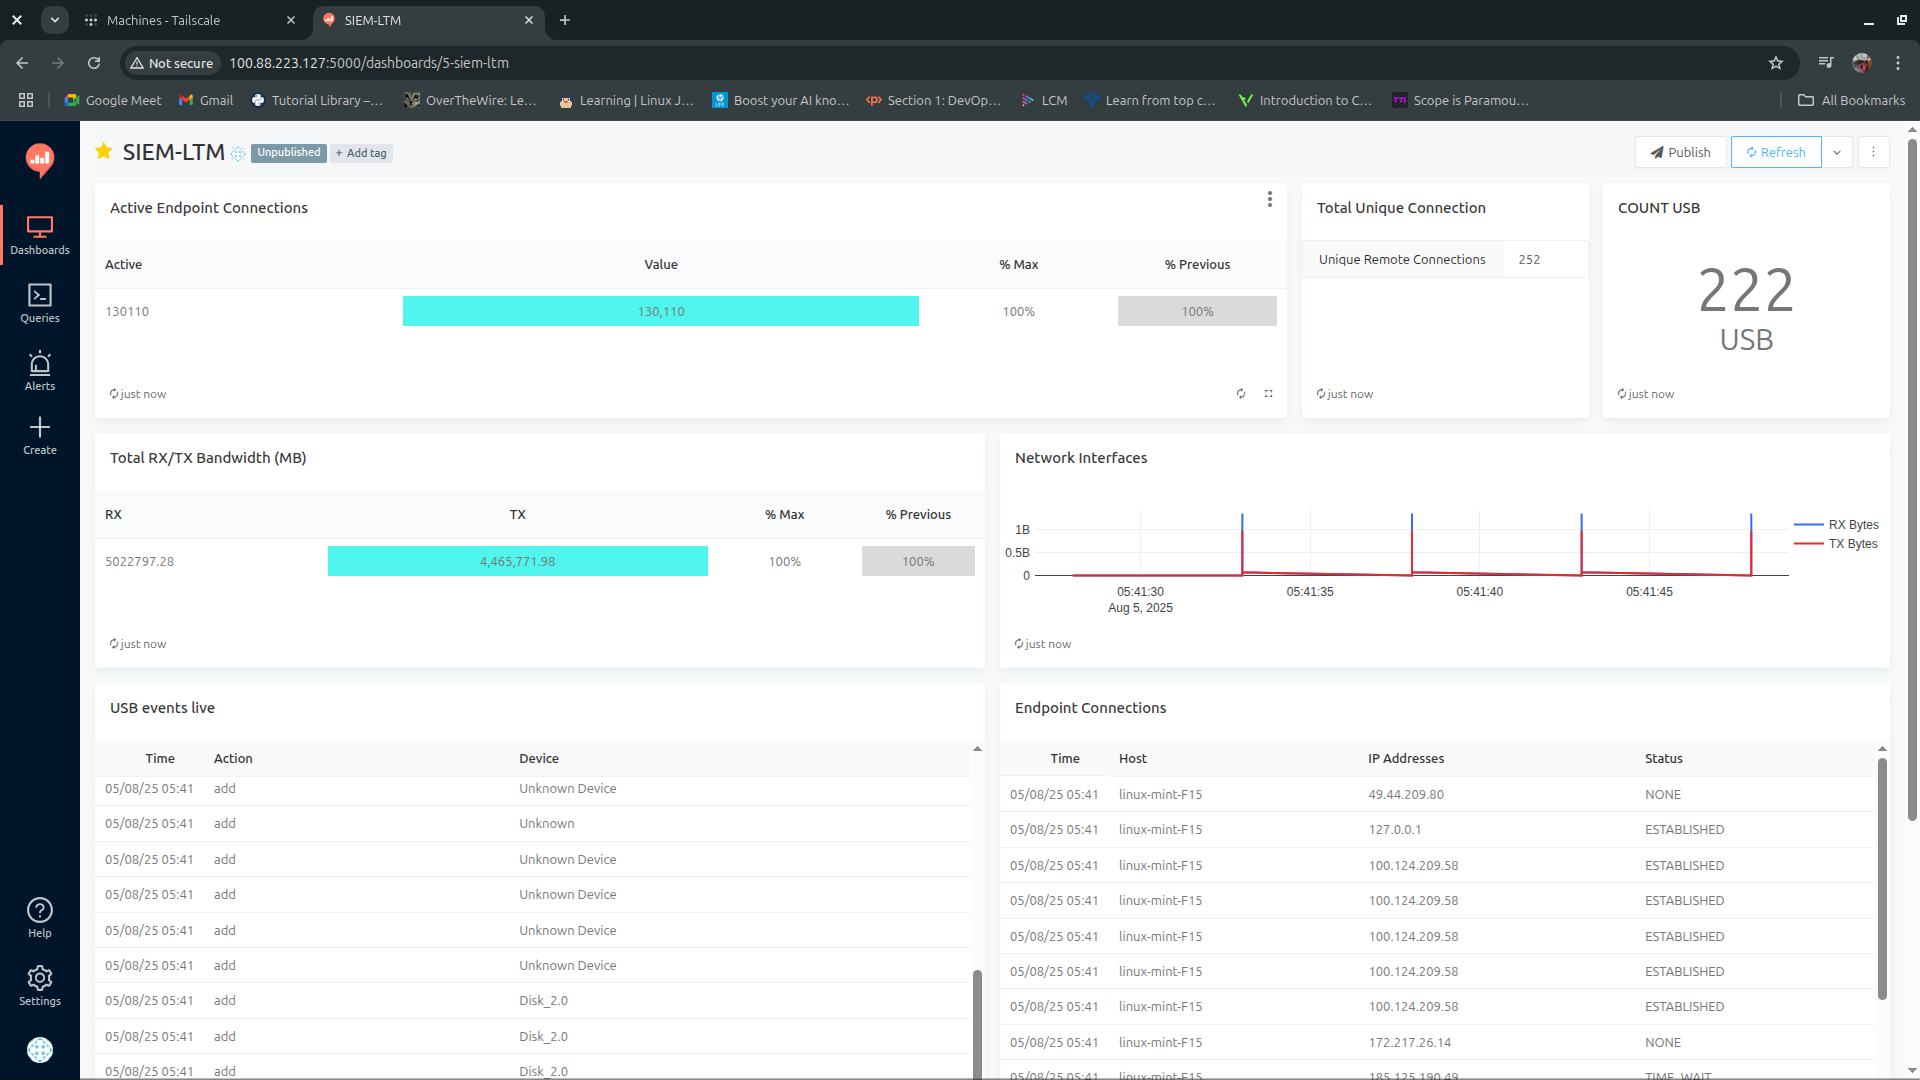 Machines - Tailscale
SIEM-LTM
Not secure
100.88.223.127:5000/dashboards/5-siem-ltm
Google Meet
Gmail
Tutorial Library –...
OverTheWire: Le...
Learning | Linux J...
Boost your AI kno...
Section 1: DevOp...
LCM
Learn from top c...
Introduction to C...
Scope is Paramou...
All Bookmarks
Dashboards
Queries
Alerts
Create
Help
Settings
SIEM-LTM
Unpublished
+ Add tag
Publish
Refresh
Active Endpoint Connections
Active Value % Max % Previous
130110 130,110 100% 100%
just now
Total Unique Connection
Unique Remote Connections 252
just now
COUNT USB
222
USB
just now
Total RX/TX Bandwidth (MB)
RX TX % Max % Previous
5022797.28 4,465,771.98 100% 100%
just now
Network Interfaces
1B
0.5B
0
05:41:30 05:41:35 05:41:40 05:41:45
Aug 5, 2025
RX Bytes
TX Bytes
just now
USB events live
Time Action Device
05/08/25 05:41 add Unknown Device
05/08/25 05:41 add Unknown
05/08/25 05:41 add Unknown Device
05/08/25 05:41 add Unknown Device
05/08/25 05:41 add Unknown Device
05/08/25 05:41 add Unknown Device
05/08/25 05:41 add Disk_2.0
05/08/25 05:41 add Disk_2.0
05/08/25 05:41 add Disk_2.0
Endpoint Connections
Time Host IP Addresses Status
05/08/25 05:41 linux-mint-F15 49.44.209.80 NONE
05/08/25 05:41 linux-mint-F15 127.0.0.1 ESTABLISHED
05/08/25 05:41 linux-mint-F15 100.124.209.58 ESTABLISHED
05/08/25 05:41 linux-mint-F15 100.124.209.58 ESTABLISHED
05/08/25 05:41 linux-mint-F15 100.124.209.58 ESTABLISHED
05/08/25 05:41 linux-mint-F15 100.124.209.58 ESTABLISHED
05/08/25 05:41 linux-mint-F15 100.124.209.58 ESTABLISHED
05/08/25 05:41 linux-mint-F15 172.217.26.14 NONE
05/08/25 05:41 linux-mint-F15 185.125.190.49 TIME_WAIT